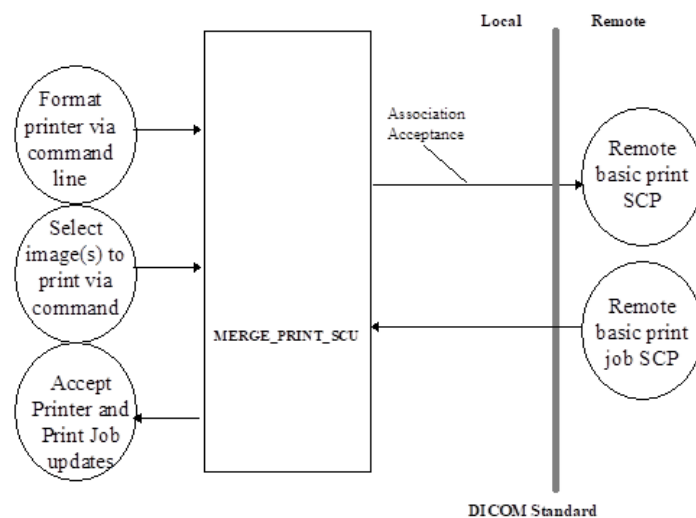 Local
Remote
Format
printer via
command
line
Association
Acceptance
Remote
basic print
SCP
Select
image(s) to
print via
command
MERGE_PRINT_SCU
Remote
basic print
job SCP
Accept
Printer and
Print Job
updates
DICOM Standard